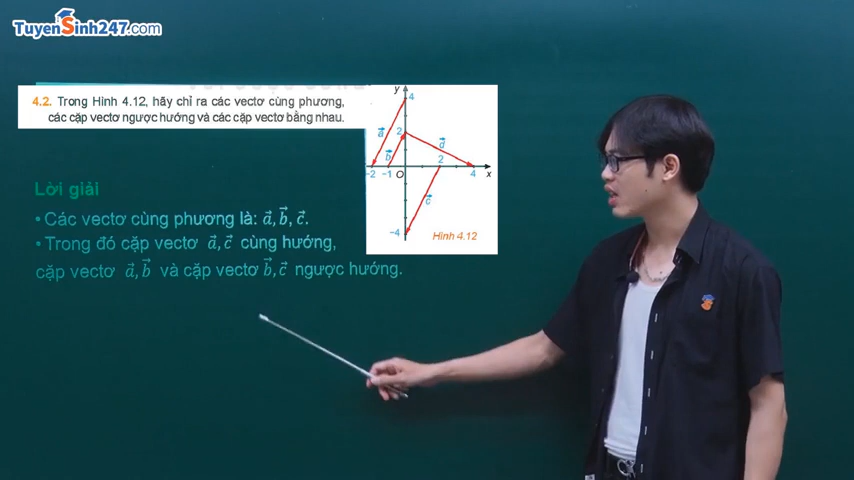 TuyenSinh247.com
4.2. Trong Hình 4.12, hãy chỉ ra các vectơ cùng phương,
các cặp vectơ ngược hướng và các cặp vectơ bằng nhau.
y
4
a⃗
2
d⃗
b⃗
2
-2 -1 O 4 x
c⃗
-4
Hình 4.12
Lời giải
• Các vectơ cùng phương là: a⃗, b⃗, c⃗.
• Trong đó cặp vectơ a⃗, c⃗ cùng hướng,
cặp vectơ a⃗, b⃗ và cặp vectơ b⃗, c⃗ ngược hướng.